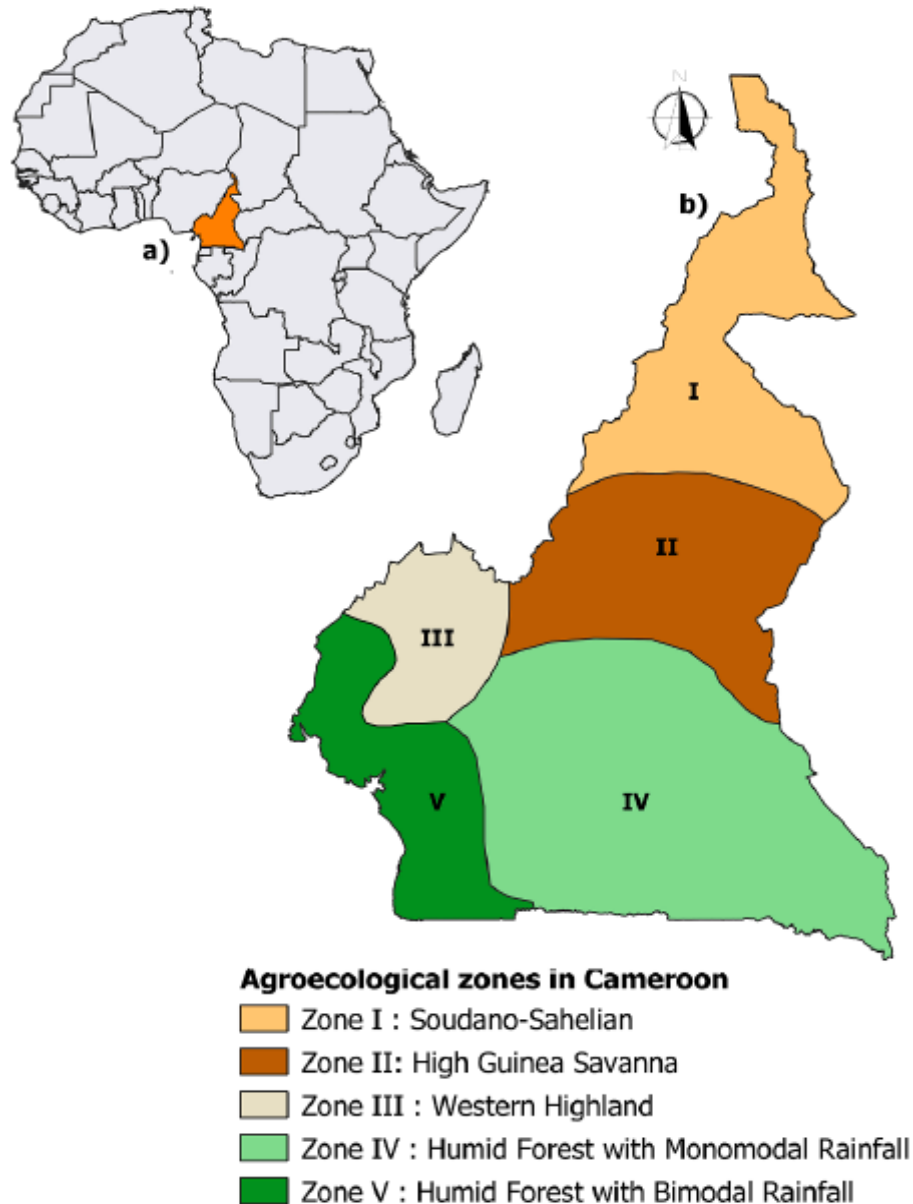 N
a)
b)
I
II
III
IV
V
Agroecological zones in Cameroon
Zone I : Soudano-Sahelian
Zone II: High Guinea Savanna
Zone III : Western Highland
Zone IV : Humid Forest with Monomodal Rainfall
Zone V : Humid Forest with Bimodal Rainfall